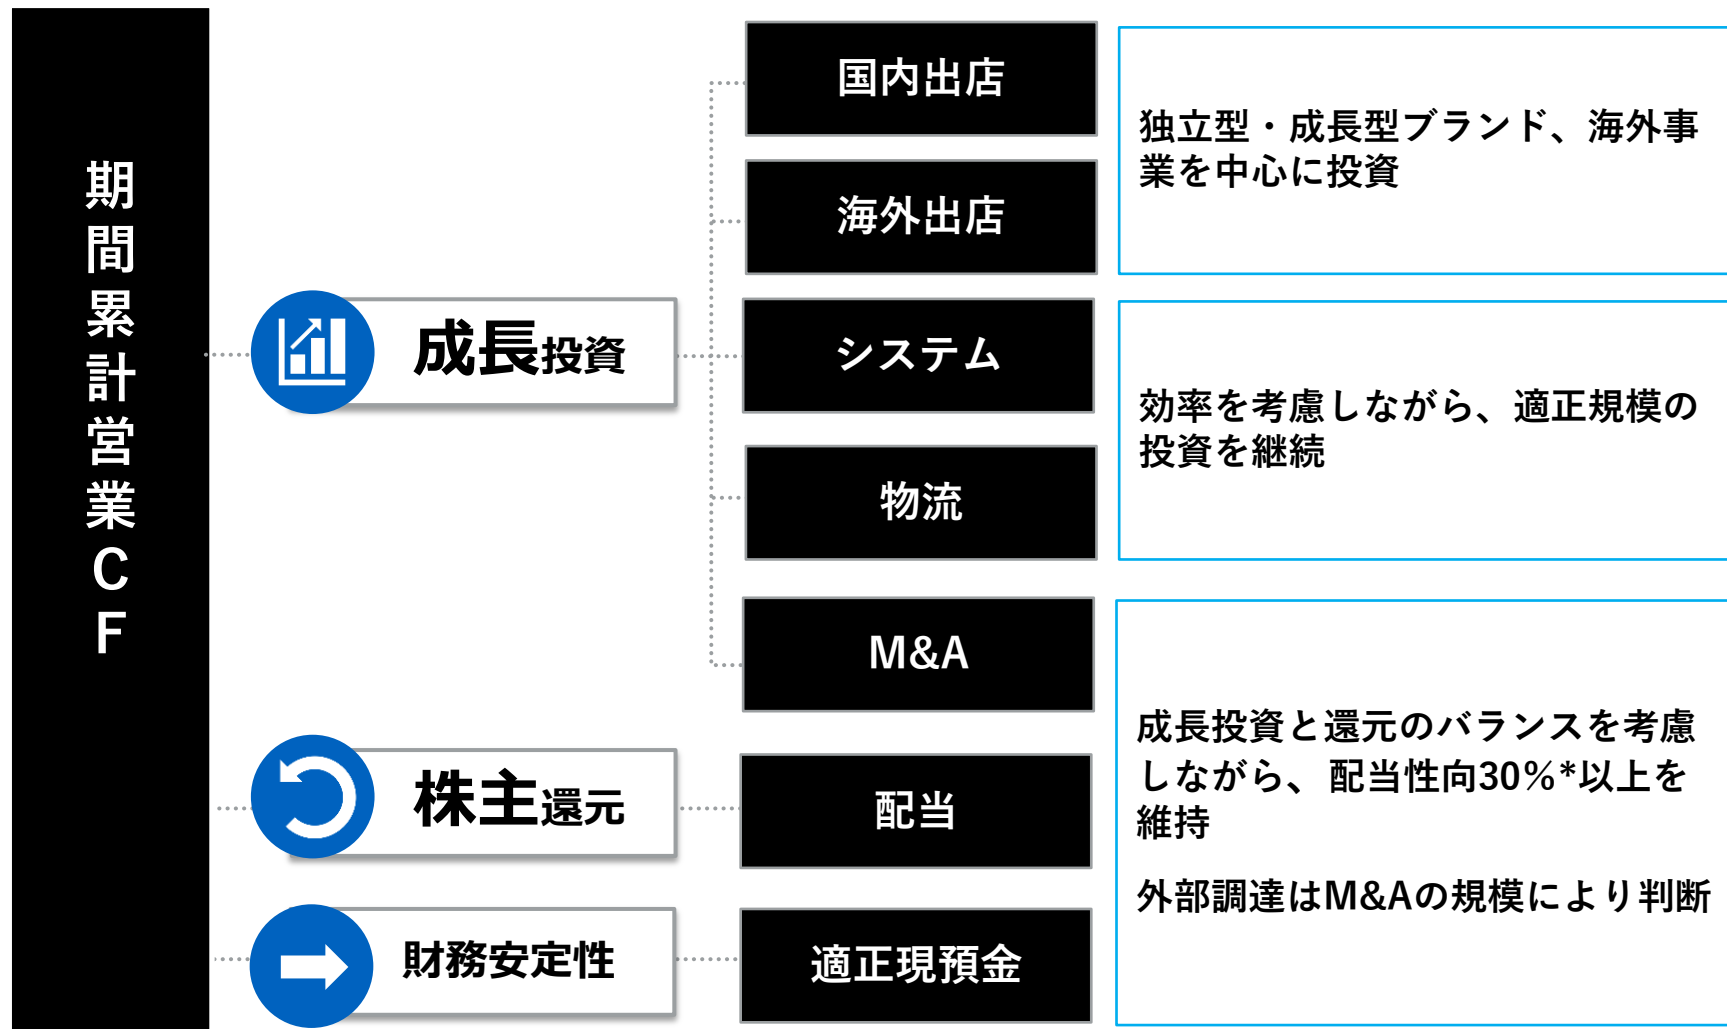 期間累計営業CF
成長投資
国内出店
海外出店
システム
物流
M&A
独立型・成長型ブランド、海外事
業を中心に投資
効率を考慮しながら、適正規模の
投資を継続
株主還元
配当
財務安定性
適正現預金
成長投資と還元のバランスを考慮
しながら、配当性向30%*以上を
維持
外部調達はM&Aの規模により判断